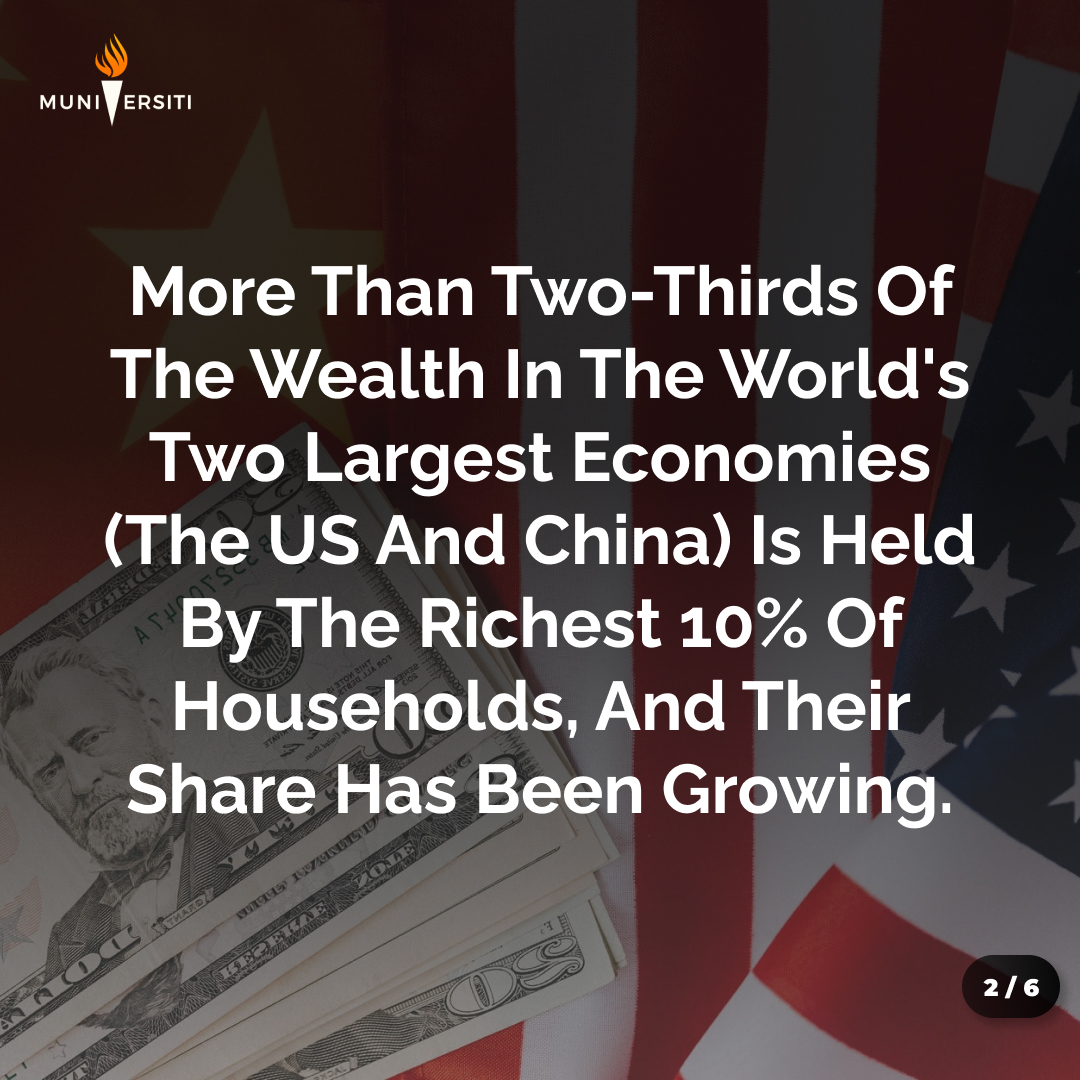 MUNIVERSITI
More Than Two-Thirds Of
The Wealth In The World's
Two Largest Economies
(The US And China) Is Held
By The Richest 10% Of
Households, And Their
Share Has Been Growing.
2 / 6